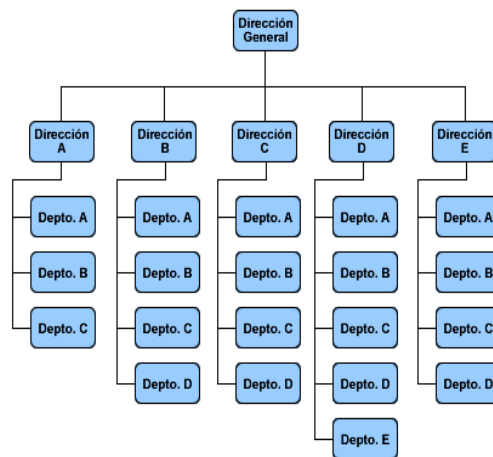 Dirección
General
Dirección
A
Dirección
B
Dirección
C
Dirección
D
Dirección
E
Depto. A
Depto. A
Depto. A
Depto. A
Depto. A
Depto. B
Depto. B
Depto. B
Depto. B
Depto. B
Depto. C
Depto. C
Depto. C
Depto. C
Depto. C
Depto. D
Depto. D
Depto. D
Depto. D
Depto. E